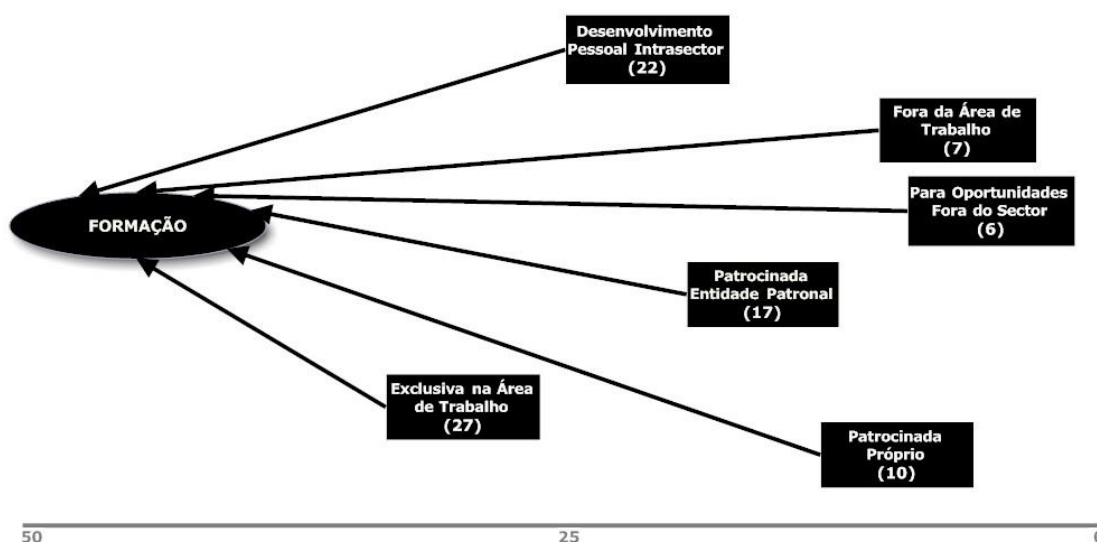 Desenvolvimento
Pessoal Intrasector
(22)
Fora da Área de
Trabalho
(7)
Para Oportunidades
Fora do Sector
(6)
FORMAÇÃO
Patrocinada
Entidade Patronal
(17)
Exclusiva na Área
de Trabalho
(27)
Patrocinada
Próprio
(10)
50
25